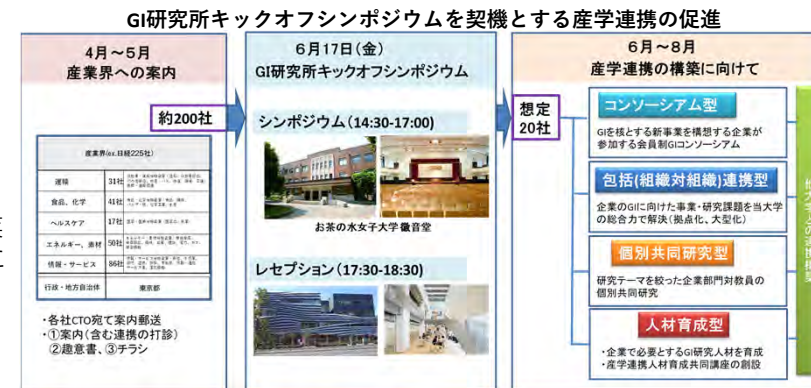 GI研究所キックオフシンポジウムを契機とする産学連携の促進
4月～5月
産業界への案内
約200社
産業界(ex.日経225社)
運輸 31社
食品、化学 41社
ヘルスケア 17社
エネルギー、素材 50社
情報・サービス 86社
行政・地方自治体 東京都
・各社CTO宛て案内郵送
・①案内(含む連携の打診)
②趣意書、③チラシ
6月17日(金)
GI研究所キックオフシンポジウム
シンポジウム(14:30-17:00)
お茶の水女子大学徽音堂
レセプション(17:30-18:30)
想定
20社
6月～8月
産学連携の構築に向けて
コンソーシアム型
GIを核とする新事業を構想する企業が
参加する会員制GIコンソーシアム
包括(組織対組織)連携型
企業のGIに向けた事業・研究課題を当大学
の総合力で解決(拠点化、大型化)
個別共同研究型
研究テーマを絞った企業部門対教員の
個別共同研究
人材育成型
・企業で必要とするGI研究人材を育成
・産学連携人材育成共同講座の創設